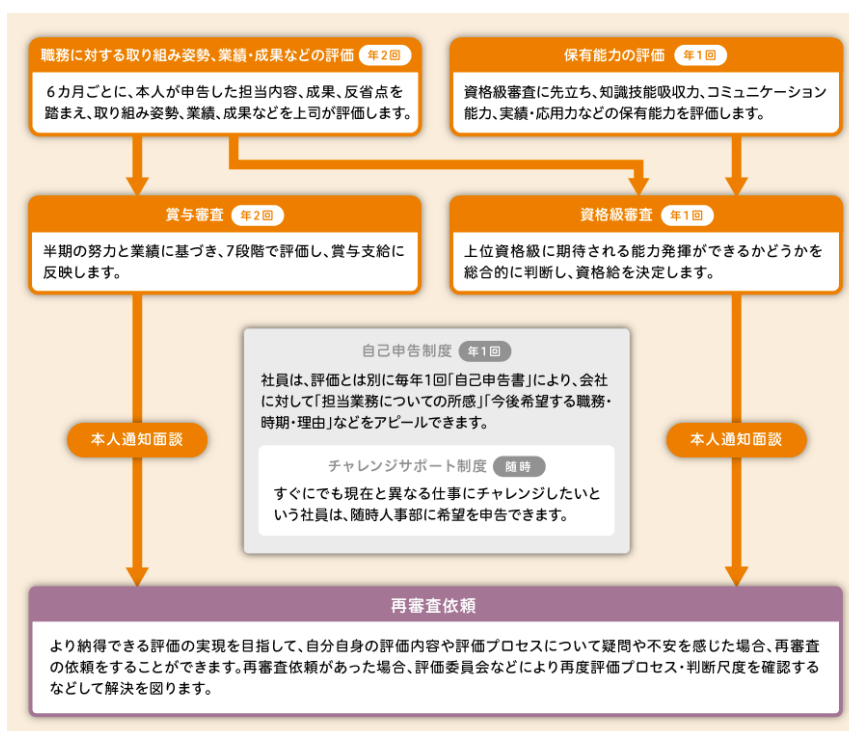 職務に対する取り組み姿勢、業績・成果などの評価 年2回
6カ月ごとに、本人が申告した担当内容、成果、反省点を
踏まえ、取り組み姿勢、業績、成果などを上司が評価します。
保有能力の評価 年1回
資格級審査に先立ち、知識技能吸収力、コミュニケーション
能力、実績・応用力などの保有能力を評価します。
賞与審査 年2回
半期の努力と業績に基づき、7段階で評価し、賞与支給に
反映します。
資格級審査 年1回
上位資格級に期待される能力発揮ができるかどうかを
総合的に判断し、資格給を決定します。
自己申告制度 年1回
社員は、評価とは別に毎年1回「自己申告書」により、会社
に対して「担当業務についての所感」「今後希望する職務・
時期・理由」などをアピールできます。
チャレンジサポート制度 随時
すぐにでも現在と異なる仕事にチャレンジしたいと
いう社員は、随時人事部に希望を申告できます。
本人通知面談
本人通知面談
再審査依頼
より納得できる評価の実現を目指して、自分自身の評価内容や評価プロセスについて疑問や不安を感じた場合、再審査
の依頼をすることができます。再審査依頼があった場合、評価委員会などにより再度評価プロセス・判断尺度を確認する
などして解決を図ります。